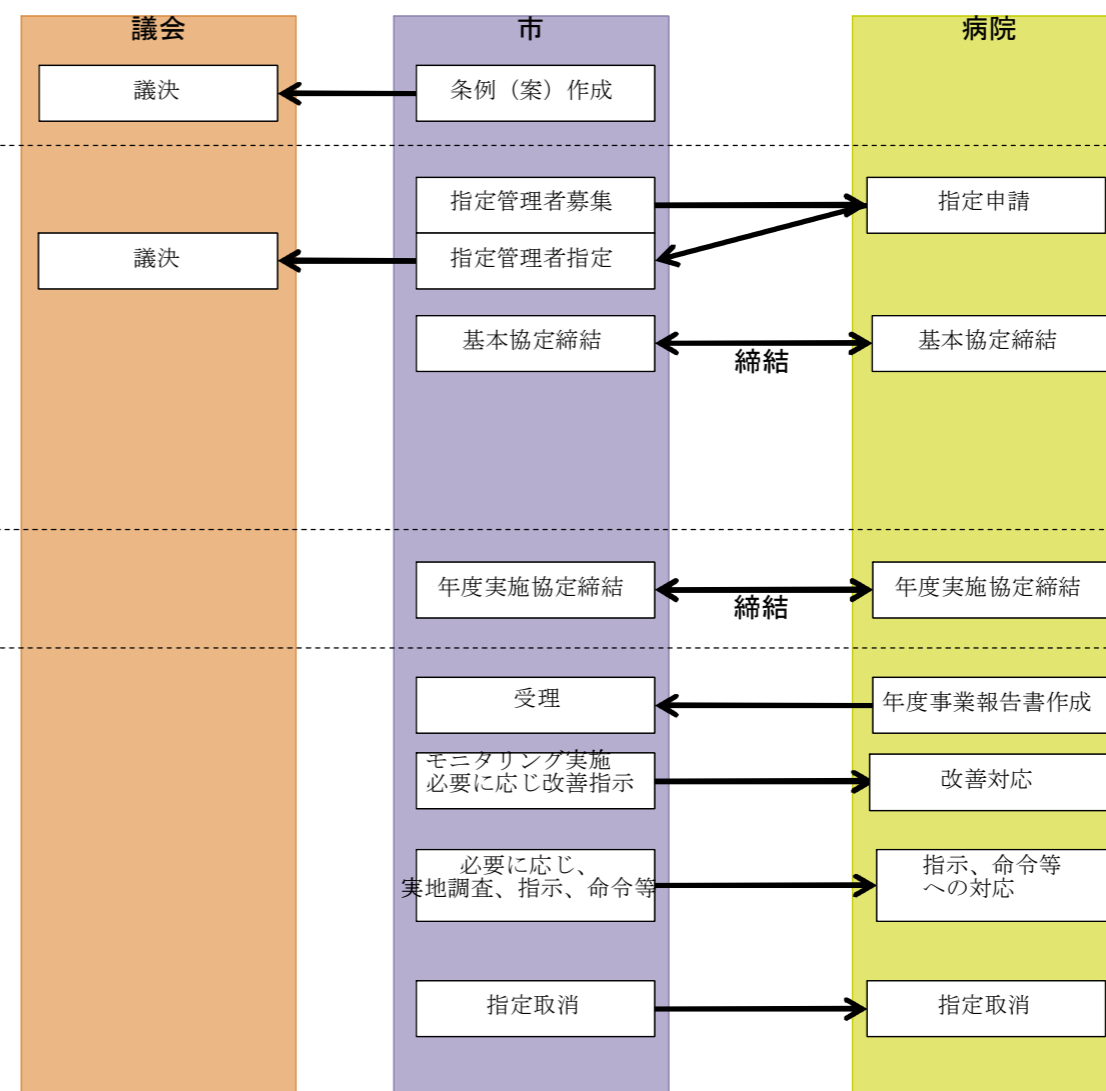 議会
市
病院
議決
条例（案）作成
指定管理者募集
指定申請
議決
指定管理者指定
基本協定締結
締結
基本協定締結
年度実施協定締結
締結
年度実施協定締結
受理
年度事業報告書作成
モニタリング実施
必要に応じ改善指示
改善対応
必要に応じ、
実地調査、指示、命令等
指示、命令等
への対応
指定取消
指定取消